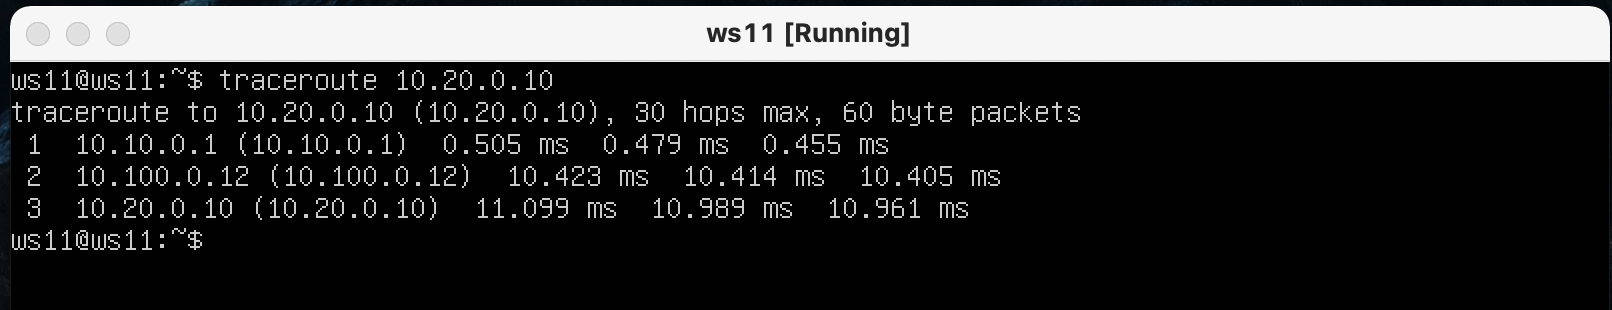 ws11 [Running]
ws11@ws11:~$ traceroute 10.20.0.10
traceroute to 10.20.0.10 (10.20.0.10), 30 hops max, 60 byte packets
 1  10.10.0.1 (10.10.0.1)  0.505 ms  0.479 ms  0.455 ms
 2  10.100.0.12 (10.100.0.12)  10.423 ms  10.414 ms  10.405 ms
 3  10.20.0.10 (10.20.0.10)  11.099 ms  10.989 ms  10.961 ms
ws11@ws11:~$